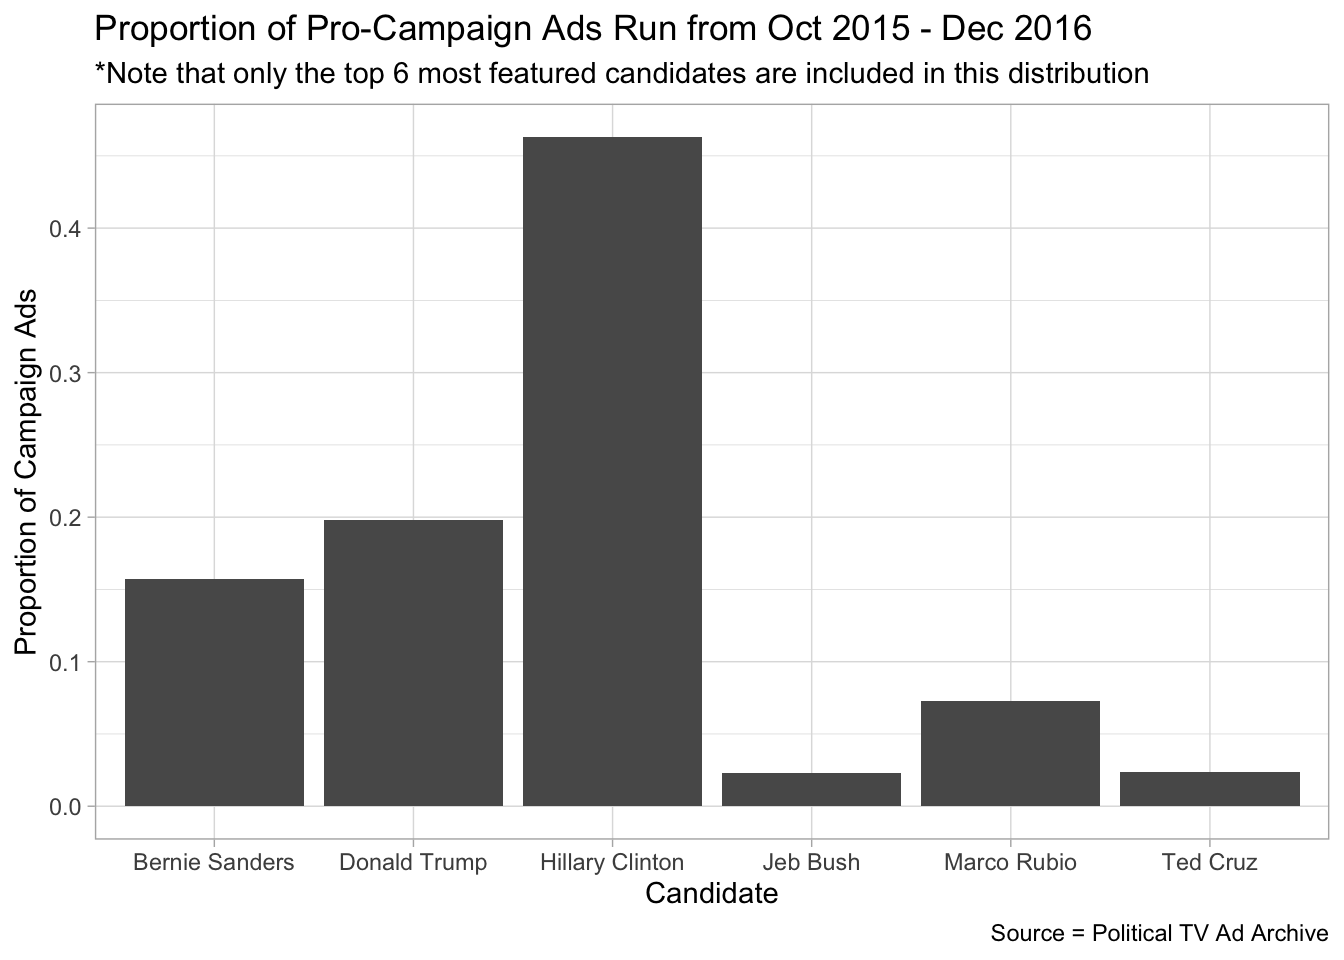 Proportion of Pro-Campaign Ads Run from Oct 2015 - Dec 2016
*Note that only the top 6 most featured candidates are included in this distribution
Proportion of Campaign Ads
0.4
0.3
0.2
0.1
0.0
Bernie Sanders Donald Trump Hillary Clinton Jeb Bush Marco Rubio Ted Cruz
Candidate
Source = Political TV Ad Archive